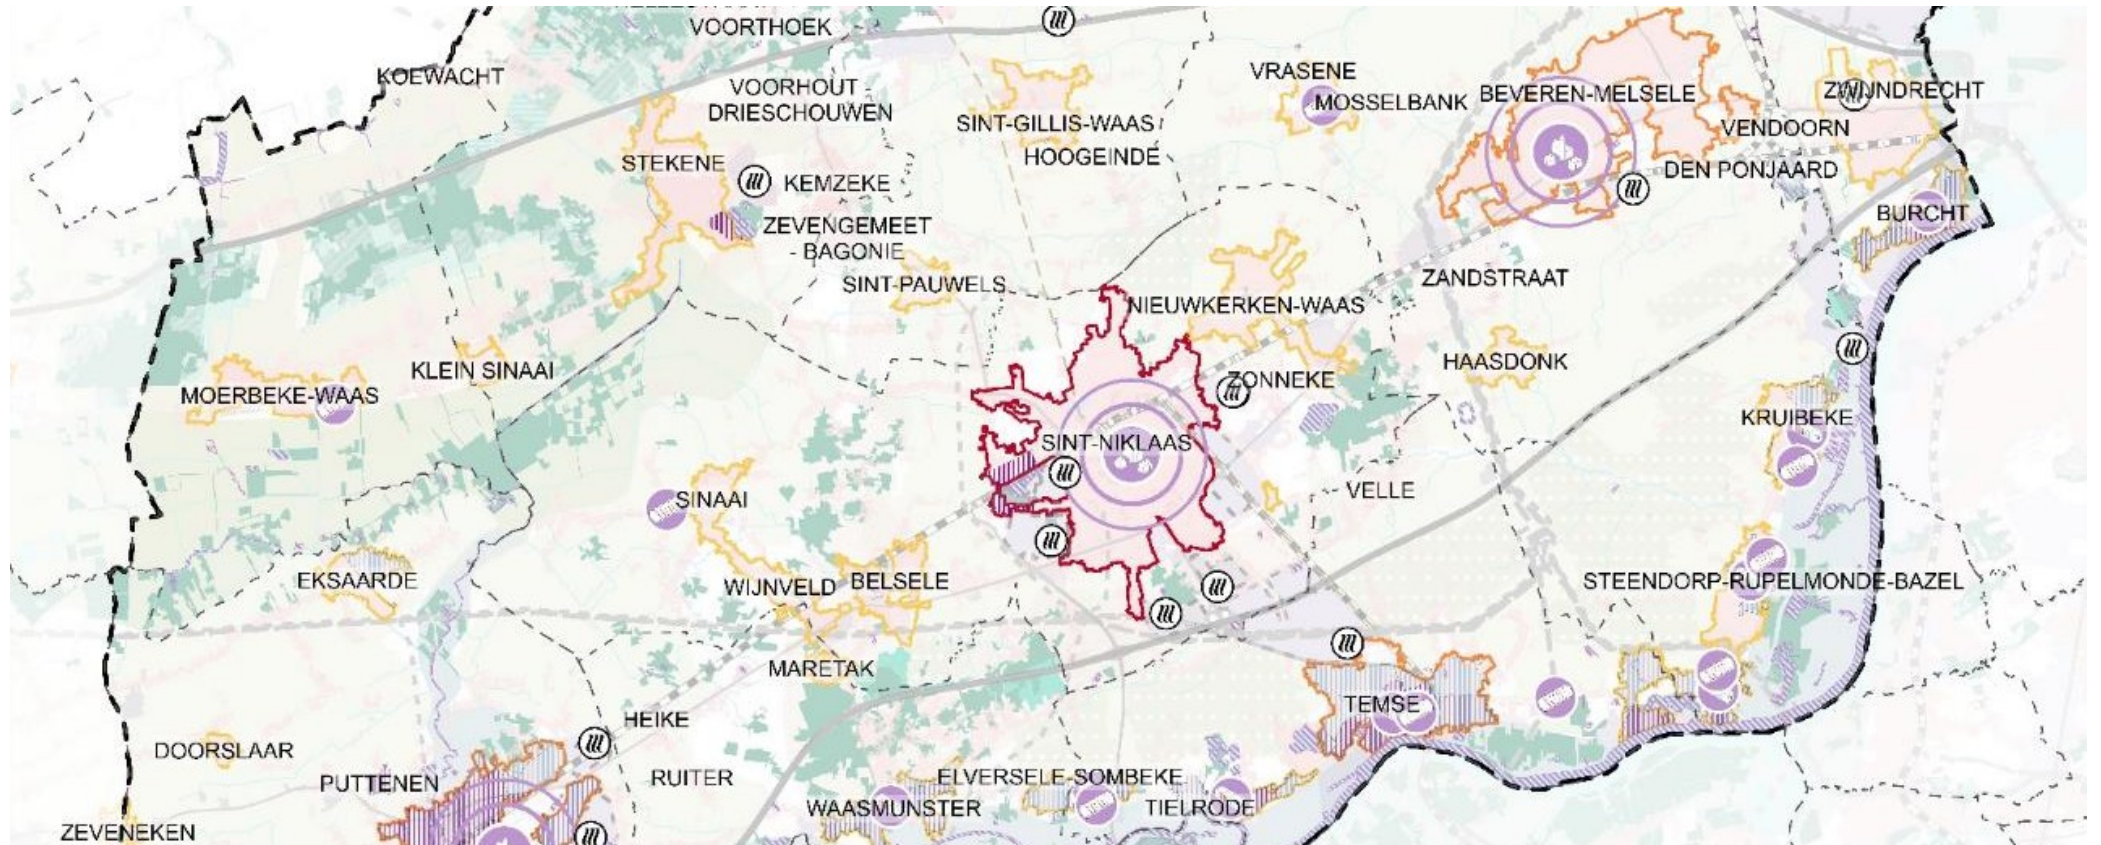 VOORTHOEK
KOEWACHT
VOORHOUT -
DRIESCHOUWEN
VRASENE
MOSSELBANK
BEVEREN-MELSELE
ZWIJNDRECHT
SINT-GILLIS-WAAS
HOOGEINDE
VENDOORN
STEKENE
KEMZEKE
DEN PONJAARD
ZEVENGEMEET
- BAGONIE
BURCHT
SINT-PAUWELS
ZANDSTRAAT
NIEUWKERKEN-WAAS
KLEIN SINAAI
HAASDONK
MOERBEKE-WAAS
ZONNEKE
KRUIBEKE
SINT-NIKLAAS
SINAAI
VELLE
EKSAARDE
WIJNVELD
BELSELE
STEENDORP-RUPELMONDE-BAZEL
MARETAK
TEMSE
HEIKE
DOORSLAAR
PUTTENEN
RUITER
ELVERSELE-SOMBEKE
WAASMUNSTER
TIELRODE
ZEVENEKEN